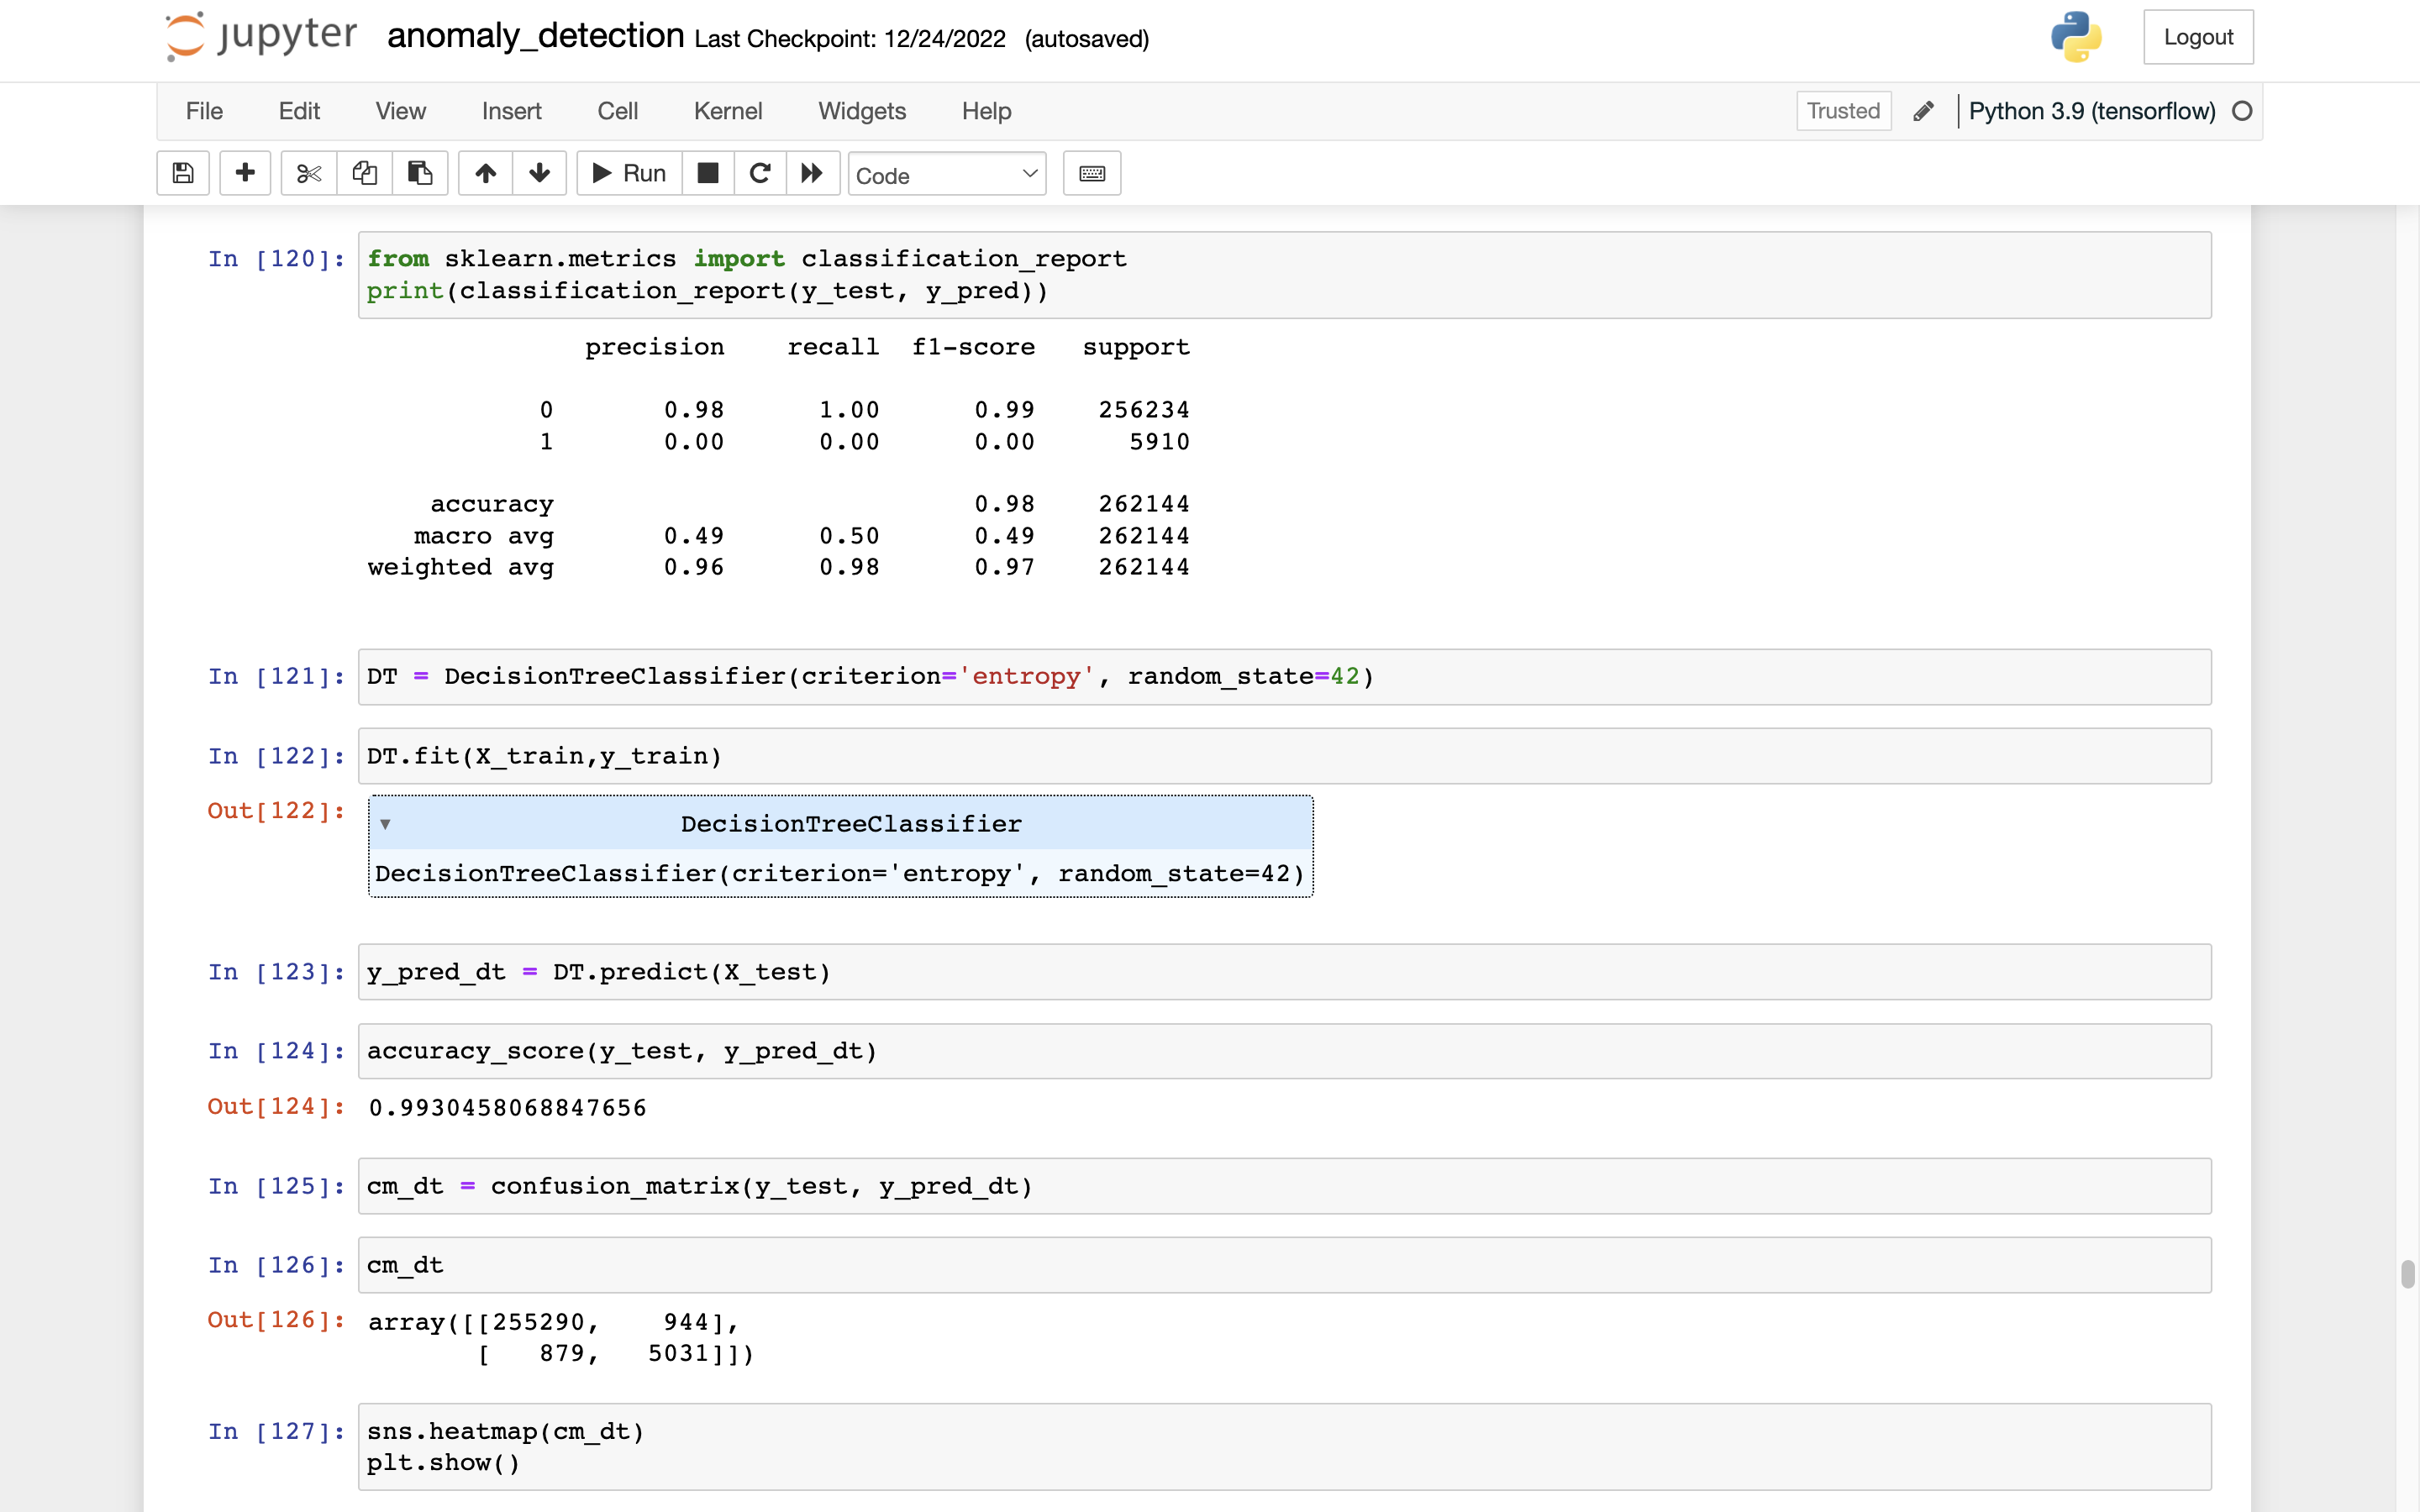 jupyter anomaly_detection Last Checkpoint: 12/24/2022 (autosaved) Logout
File Edit View Insert Cell Kernel Widgets Help Trusted Python 3.9 (tensorflow)
Run Code
In [120]: from sklearn.metrics import classification_report
print(classification_report(y_test, y_pred))
precision recall f1-score support
0 0.98 1.00 0.99 256234
1 0.00 0.00 0.00 5910
accuracy 0.98 262144
macro avg 0.49 0.50 0.49 262144
weighted avg 0.96 0.98 0.97 262144
In [121]: DT = DecisionTreeClassifier(criterion='entropy', random_state=42)
In [122]: DT.fit(X_train,y_train)
Out[122]: DecisionTreeClassifier
DecisionTreeClassifier(criterion='entropy', random_state=42)
In [123]: y_pred_dt = DT.predict(X_test)
In [124]: accuracy_score(y_test, y_pred_dt)
Out[124]: 0.9930458068847656
In [125]: cm_dt = confusion_matrix(y_test, y_pred_dt)
In [126]: cm_dt
Out[126]: array([[255290, 944],
[ 879, 5031]])
In [127]: sns.heatmap(cm_dt)
plt.show()